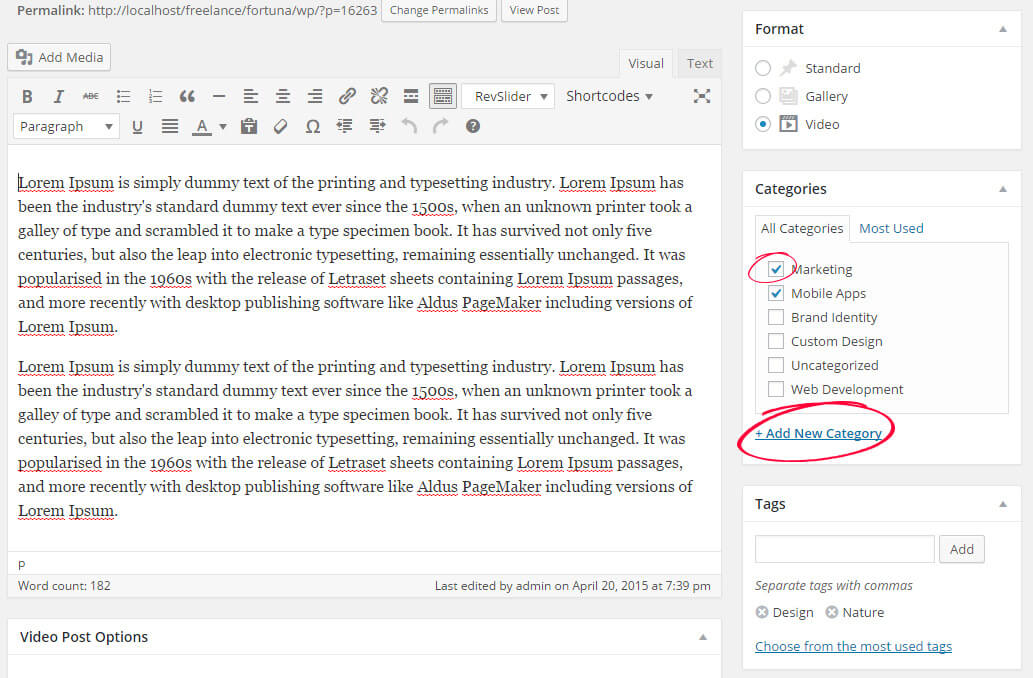 Permalink: http://localhost/freelance/fortuna/wp/?p=16263 Change Permalinks View Post
Add Media
Visual Text
B I ABC RevSlider Shortcodes
Paragraph U A Ω
Lorem Ipsum is simply dummy text of the printing and typesetting industry. Lorem Ipsum has
been the industry's standard dummy text ever since the 1500s, when an unknown printer took a
galley of type and scrambled it to make a type specimen book. It has survived not only five
centuries, but also the leap into electronic typesetting, remaining essentially unchanged. It was
popularised in the 1960s with the release of Letraset sheets containing Lorem Ipsum passages,
and more recently with desktop publishing software like Aldus PageMaker including versions of
Lorem Ipsum.
Lorem Ipsum is simply dummy text of the printing and typesetting industry. Lorem Ipsum has
been the industry's standard dummy text ever since the 1500s, when an unknown printer took a
galley of type and scrambled it to make a type specimen book. It has survived not only five
centuries, but also the leap into electronic typesetting, remaining essentially unchanged. It was
popularised in the 1960s with the release of Letraset sheets containing Lorem Ipsum passages,
and more recently with desktop publishing software like Aldus PageMaker including versions of
Lorem Ipsum.
p
Word count: 182 Last edited by admin on April 20, 2015 at 7:39 pm
Video Post Options
Format
Standard
Gallery
Video
Categories
All Categories Most Used
Marketing
Mobile Apps
Brand Identity
Custom Design
Uncategorized
Web Development
+ Add New Category
Tags
Add
Separate tags with commas
Design Nature
Choose from the most used tags